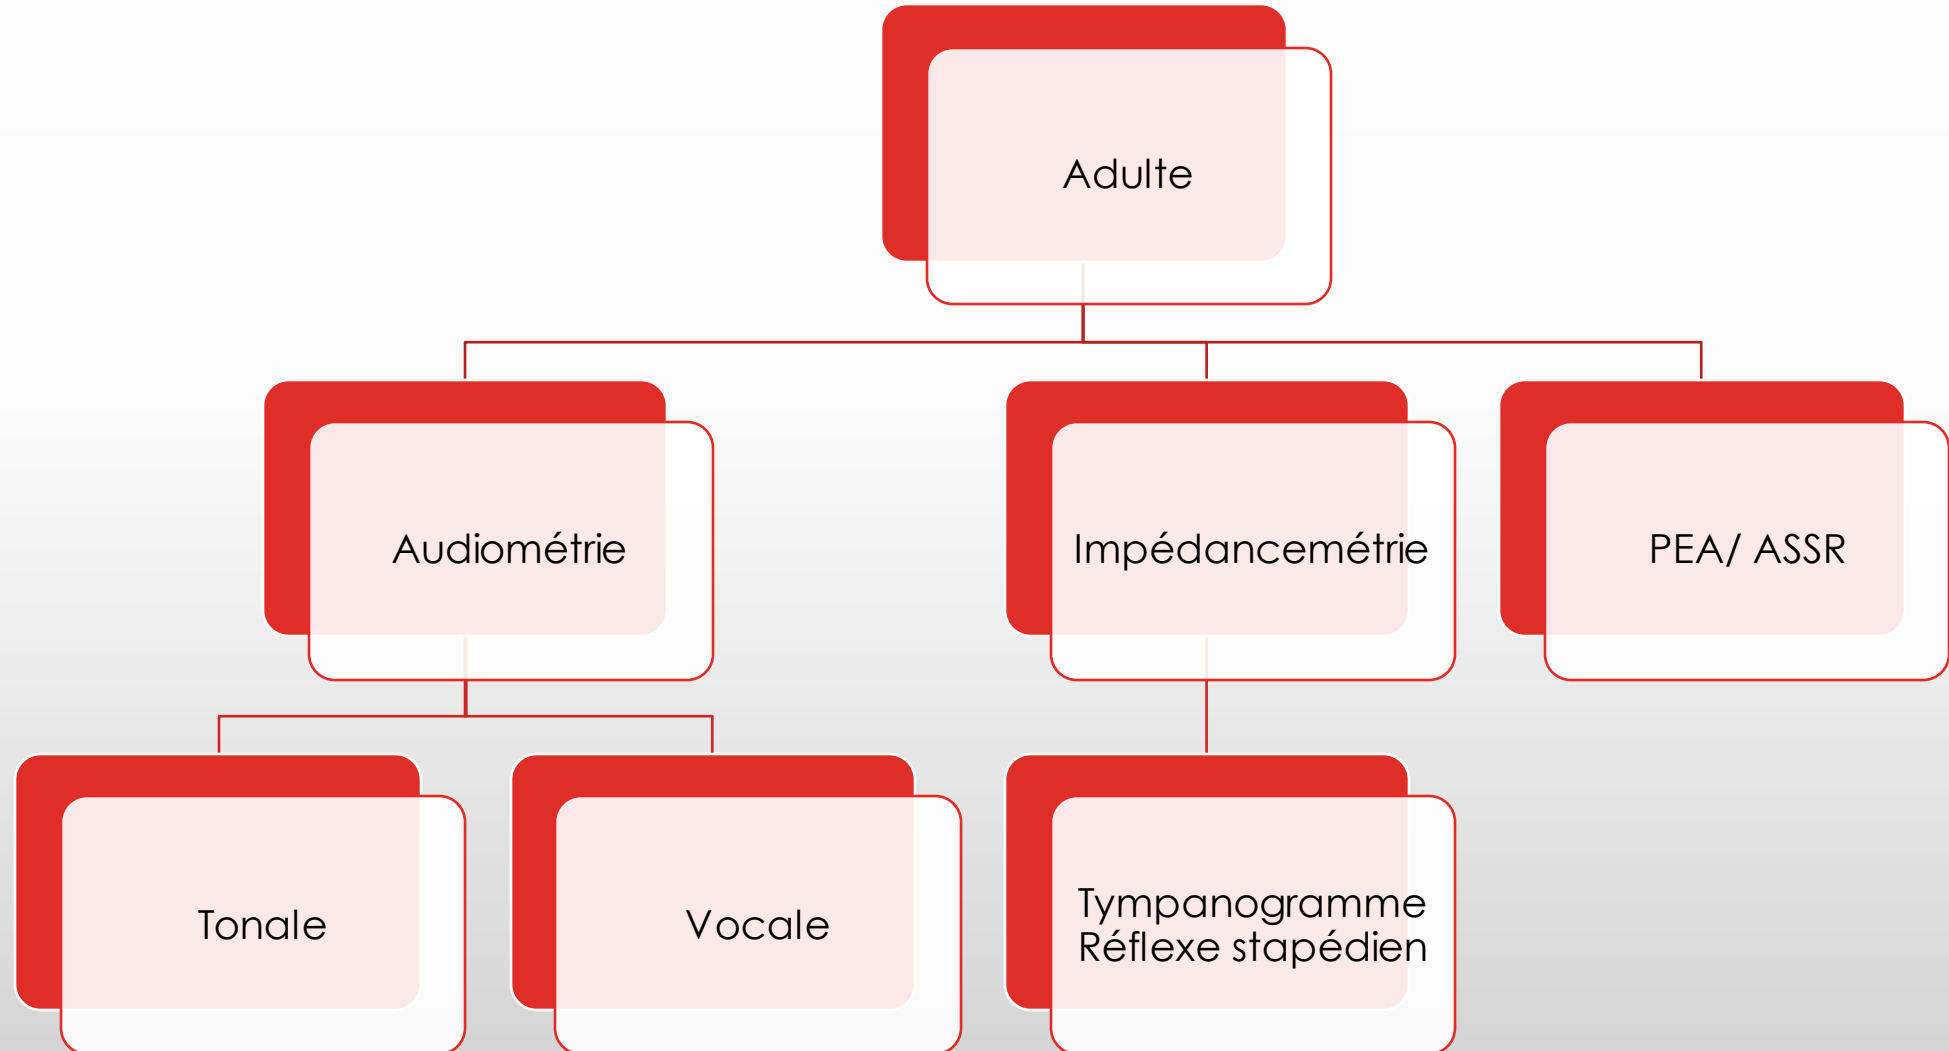 Adulte
Audiométrie
Impédancemétrie
PEA/ ASSR
Tonale
Vocale
Tympanogramme
Réflexe stapédien